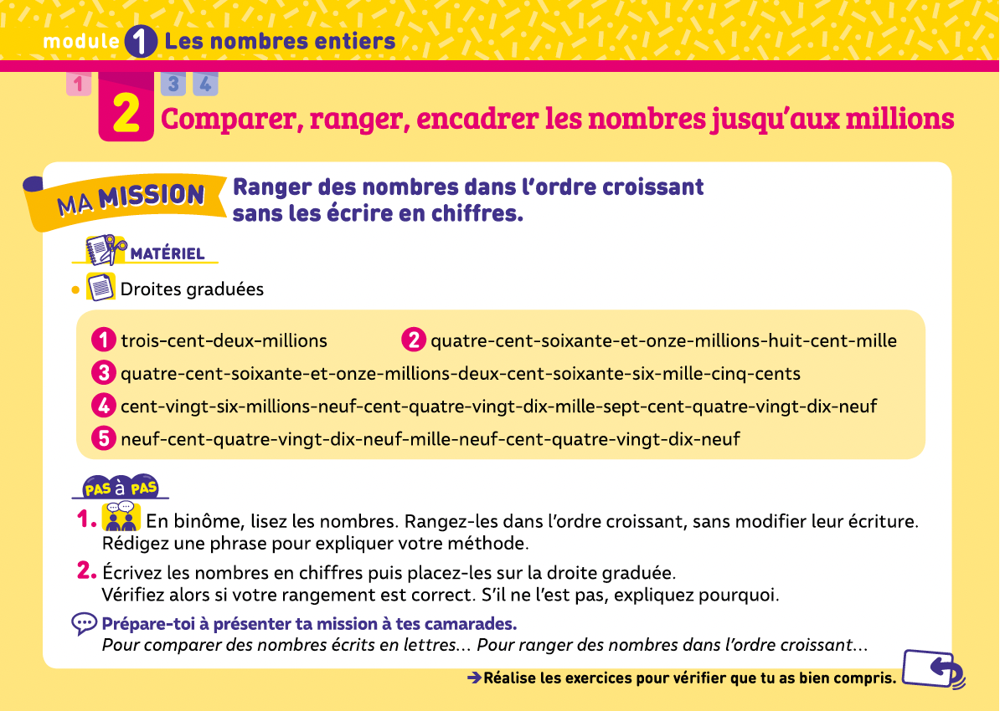 module 1 Les nombres entiers
1 2 3 4
Comparer, ranger, encadrer les nombres jusqu'aux millions
MA MISSION
Ranger des nombres dans l'ordre croissant
sans les écrire en chiffres.
MATÉRIEL
• Droites graduées
1 trois-cent-deux-millions
2 quatre-cent-soixante-et-onze-millions-huit-cent-mille
3 quatre-cent-soixante-et-onze-millions-deux-cent-soixante-six-mille-cinq-cents
4 cent-vingt-six-millions-neuf-cent-quatre-vingt-dix-mille-sept-cent-quatre-vingt-dix-neuf
5 neuf-cent-quatre-vingt-dix-neuf-mille-neuf-cent-quatre-vingt-dix-neuf
PAS à PAS
1. En binôme, lisez les nombres. Rangez-les dans l'ordre croissant, sans modifier leur écriture.
Rédigez une phrase pour expliquer votre méthode.
2. Écrivez les nombres en chiffres puis placez-les sur la droite graduée.
Vérifiez alors si votre rangement est correct. S'il ne l'est pas, expliquez pourquoi.
Prépare-toi à présenter ta mission à tes camarades.
Pour comparer des nombres écrits en lettres… Pour ranger des nombres dans l'ordre croissant…
➔ Réalise les exercices pour vérifier que tu as bien compris.